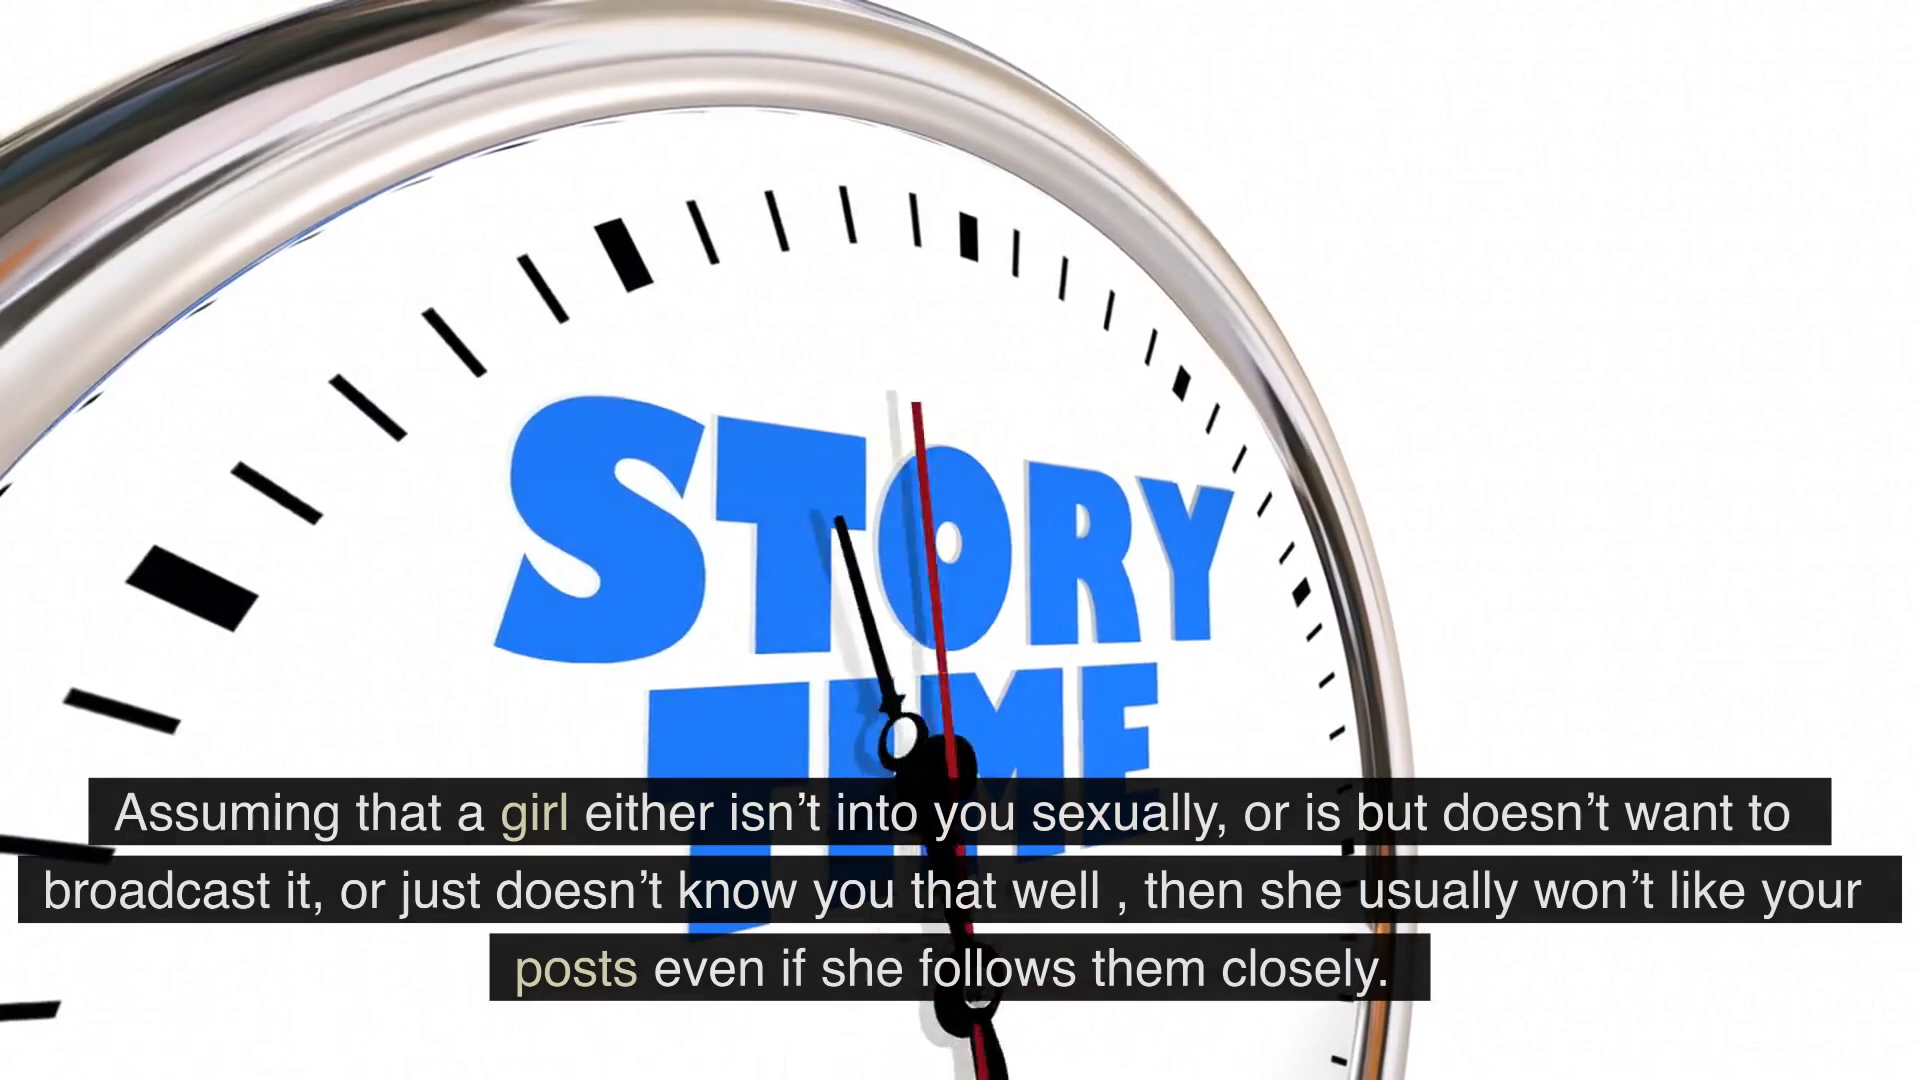 STORY
TIME
Assuming that a girl either isn’t into you sexually, or is but doesn’t want to
broadcast it, or just doesn’t know you that well , then she usually won’t like your
posts even if she follows them closely.